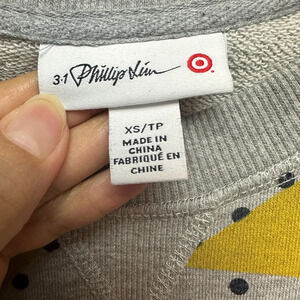 3.1 Phillip Lim
XS/TP
MADE IN
CHINA
FABRIQUÉ EN
CHINE